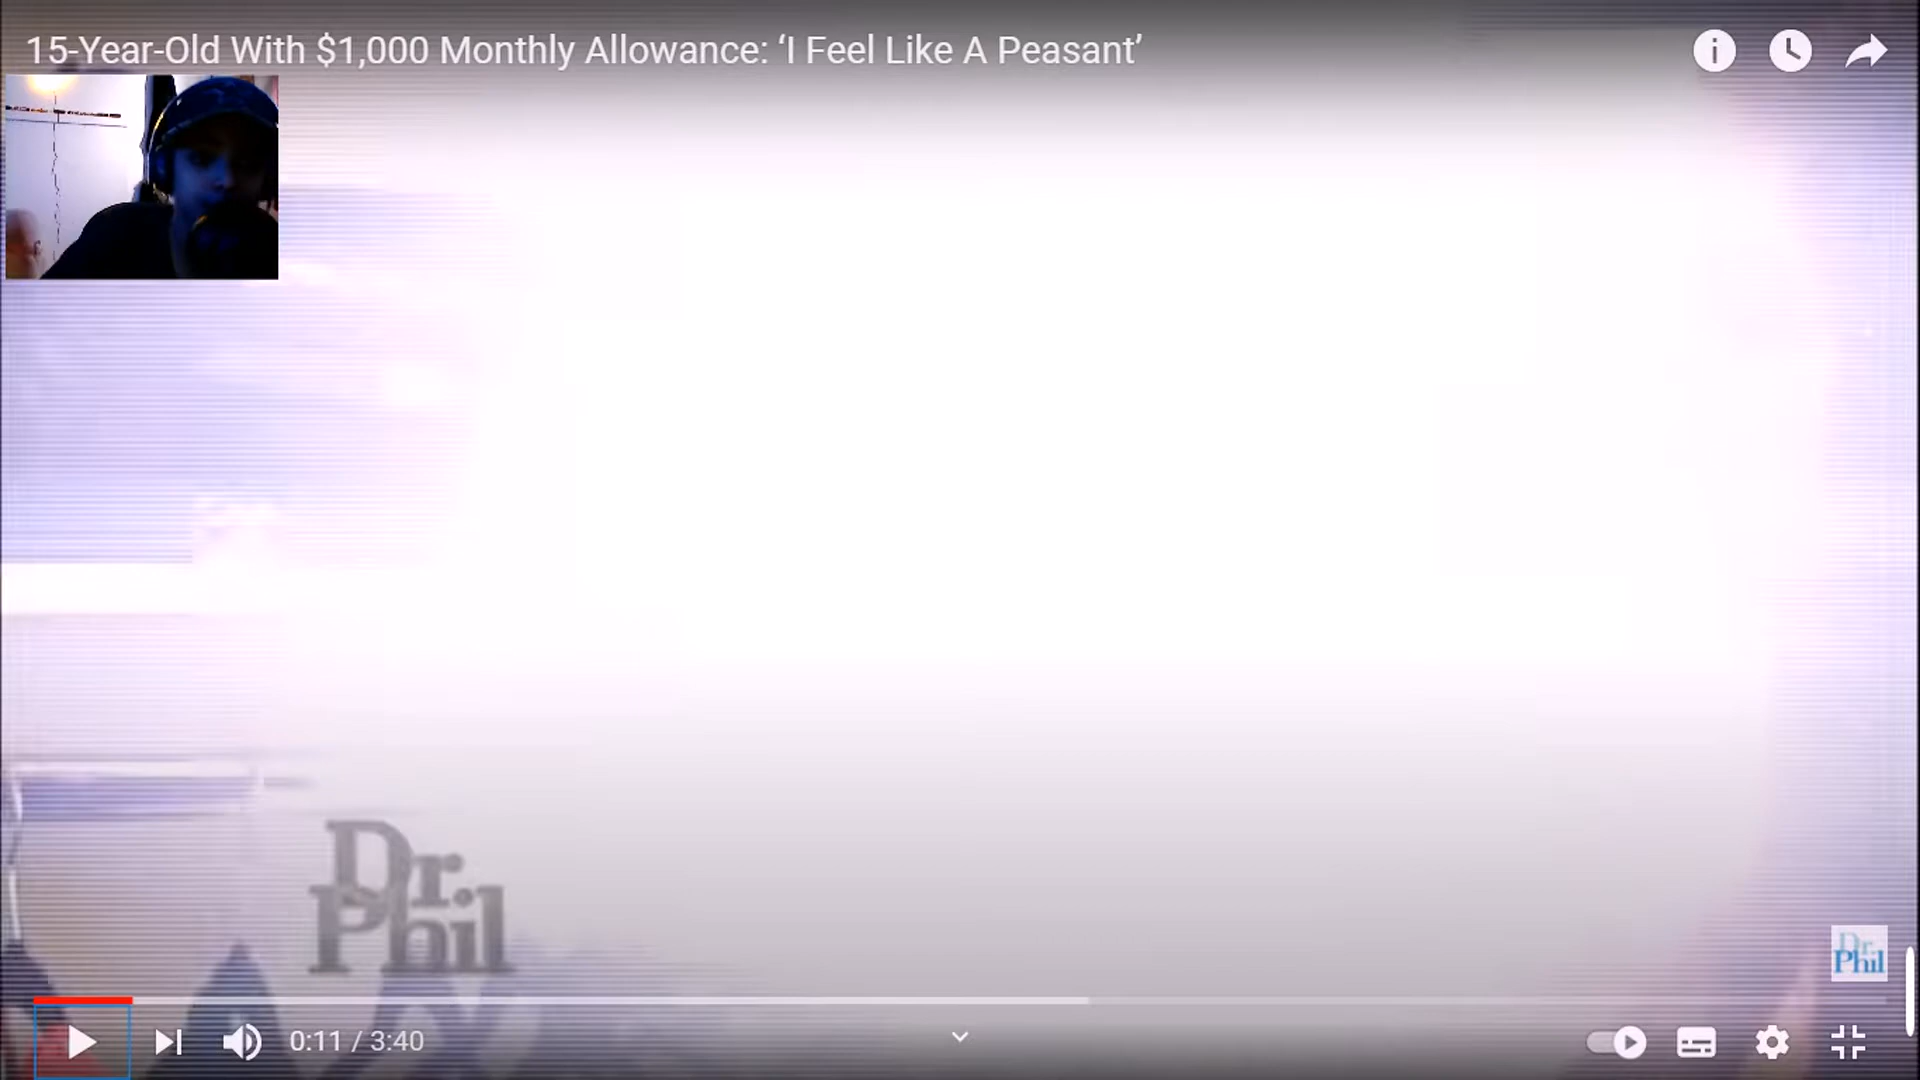 15-Year-Old With $1,000 Monthly Allowance: ‘I Feel Like A Peasant’
Dr.
Phil
Dr.
Phil
0:11 / 3:40